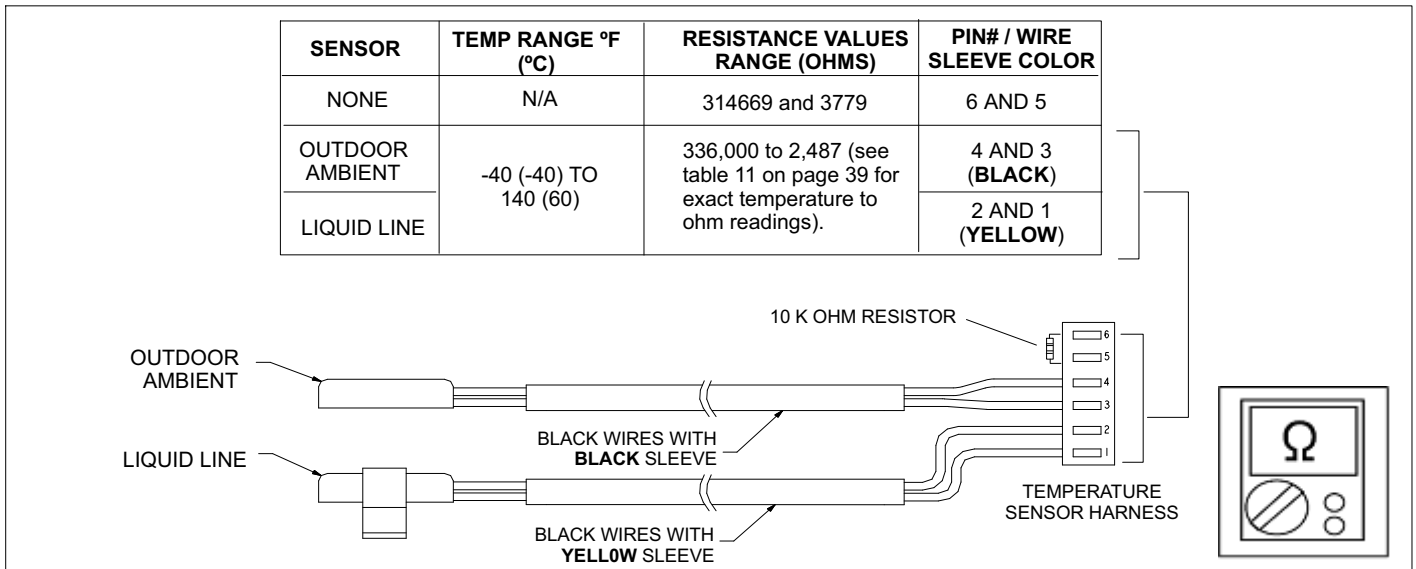 SENSOR
TEMP RANGE ºF
(ºC)
RESISTANCE VALUES
RANGE (OHMS)
PIN# / WIRE
SLEEVE COLOR
NONE
N/A
314669 and 3779
6 AND 5
OUTDOOR
AMBIENT
-40 (-40) TO
140 (60)
336,000 to 2,487 (see
table 11 on page 39 for
exact temperature to
ohm readings).
4 AND 3
(BLACK)
LIQUID LINE
2 AND 1
(YELLOW)
10 K OHM RESISTOR
6
5
4
3
2
1
OUTDOOR
AMBIENT
BLACK WIRES WITH
BLACK SLEEVE
LIQUID LINE
BLACK WIRES WITH
YELL0W SLEEVE
TEMPERATURE
SENSOR HARNESS
Ω